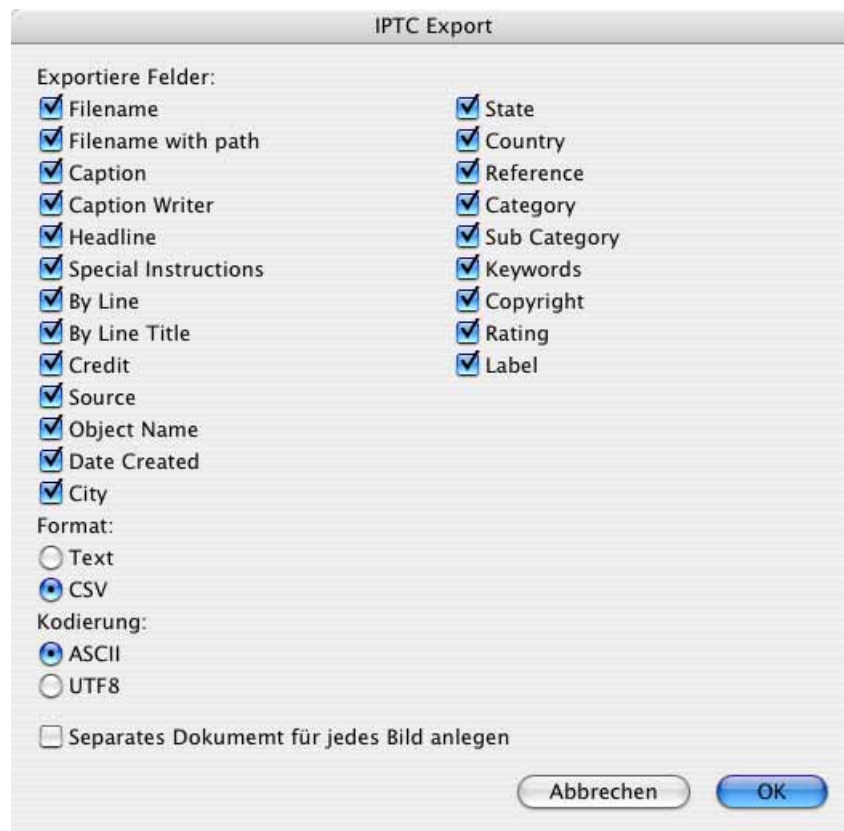 IPTC Export
Exportiere Felder:
Filename
Filename with path
Caption
Caption Writer
Headline
Special Instructions
By Line
By Line Title
Credit
Source
Object Name
Date Created
City
State
Country
Reference
Category
Sub Category
Keywords
Copyright
Rating
Label
Format:
Text
CSV
Kodierung:
ASCII
UTF8
Separates Dokumemt für jedes Bild anlegen
Abbrechen
OK